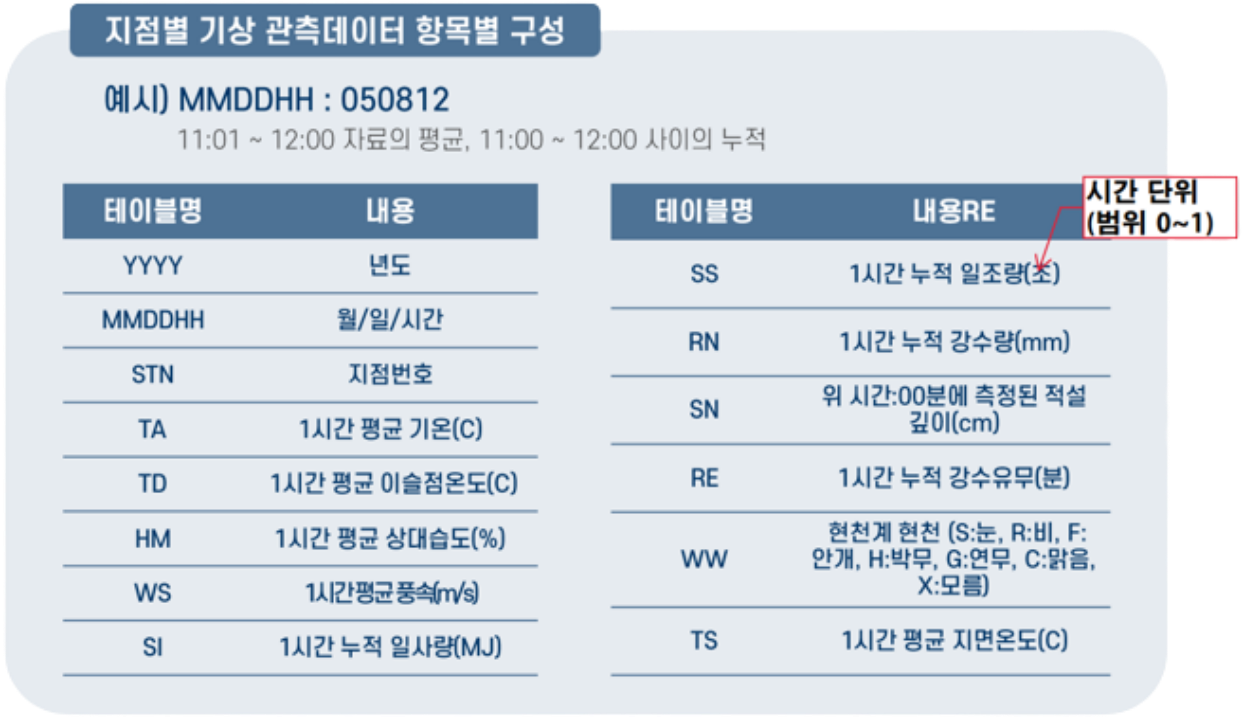 지점별 기상 관측데이터 항목별 구성
예시) MMDDHH : 050812
11:01 ~ 12:00 자료의 평균, 11:00 ~ 12:00 사이의 누적
테이블명 내용
YYYY 년도
MMDDHH 월/일/시간
STN 지점번호
TA 1시간 평균 기온(C)
TD 1시간 평균 이슬점온도(C)
HM 1시간 평균 상대습도(%)
WS 1시간평균풍속(m/s)
SI 1시간 누적 일사량(MJ)
시간 단위
(범위 0~1)
테이블명 내용RE
SS 1시간 누적 일조량(초)
RN 1시간 누적 강수량(mm)
SN 위 시간:00분에 측정된 적설
깊이(cm)
RE 1시간 누적 강수유무(분)
WW 현천계 현천 (S:눈, R:비, F:
안개, H:박무, G:연무, C:맑음,
X:모름)
TS 1시간 평균 지면온도(C)